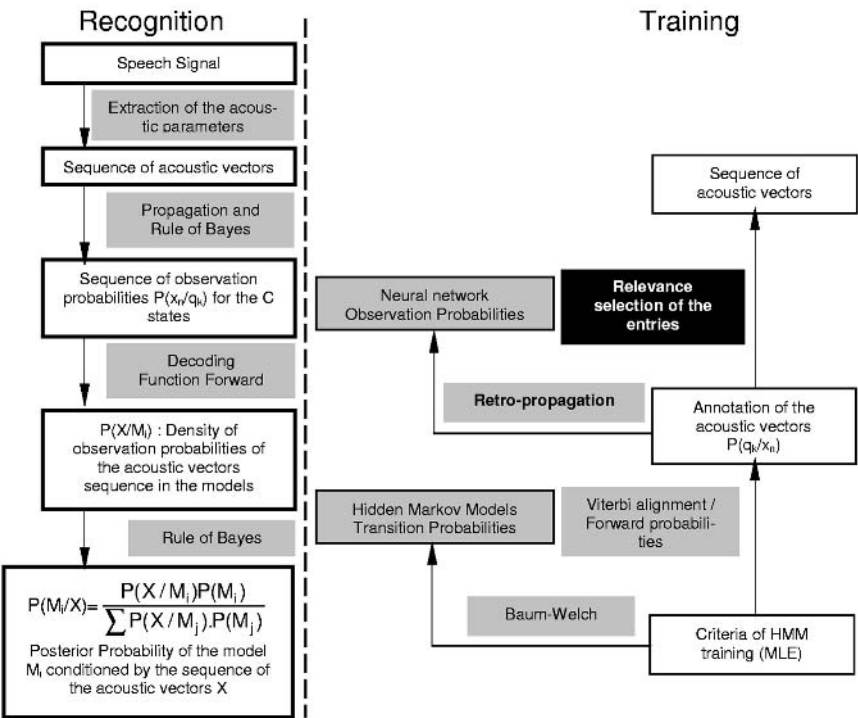 Recognition
Speech Signal
Extraction of the acous-
tic parameters
Sequence of acoustic vectors
Propagation and
Rule of Bayes
Sequence of observation
probabilities P(xₙ/qₖ) for the C
states
Decoding
Function Forward
P(X/Mᵢ) : Density of
observation probabilities of
the acoustic vectors
sequence in the models
Rule of Bayes
P(Mᵢ/X)= P(X/Mᵢ)P(Mᵢ)
∑ P(X/Mⱼ).P(Mⱼ)
Posterior Probability of the model
Mᵢ conditioned by the sequence of
the acoustic vectors X
Training
Sequence of
acoustic vectors
Neural network
Observation Probabilities
Relevance
selection of the
entries
Retro-propagation
Annotation of the
acoustic vectors
P(qₖ/xₙ)
Hidden Markov Models
Transition Probabilities
Viterbi alignment /
Forward probabili-
ties
Baum-Welch
Criteria of HMM
training (MLE)